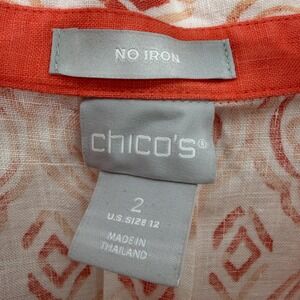 NO IRON
chico's®
2
U.S. SIZE 12
MADE IN
THAILAND